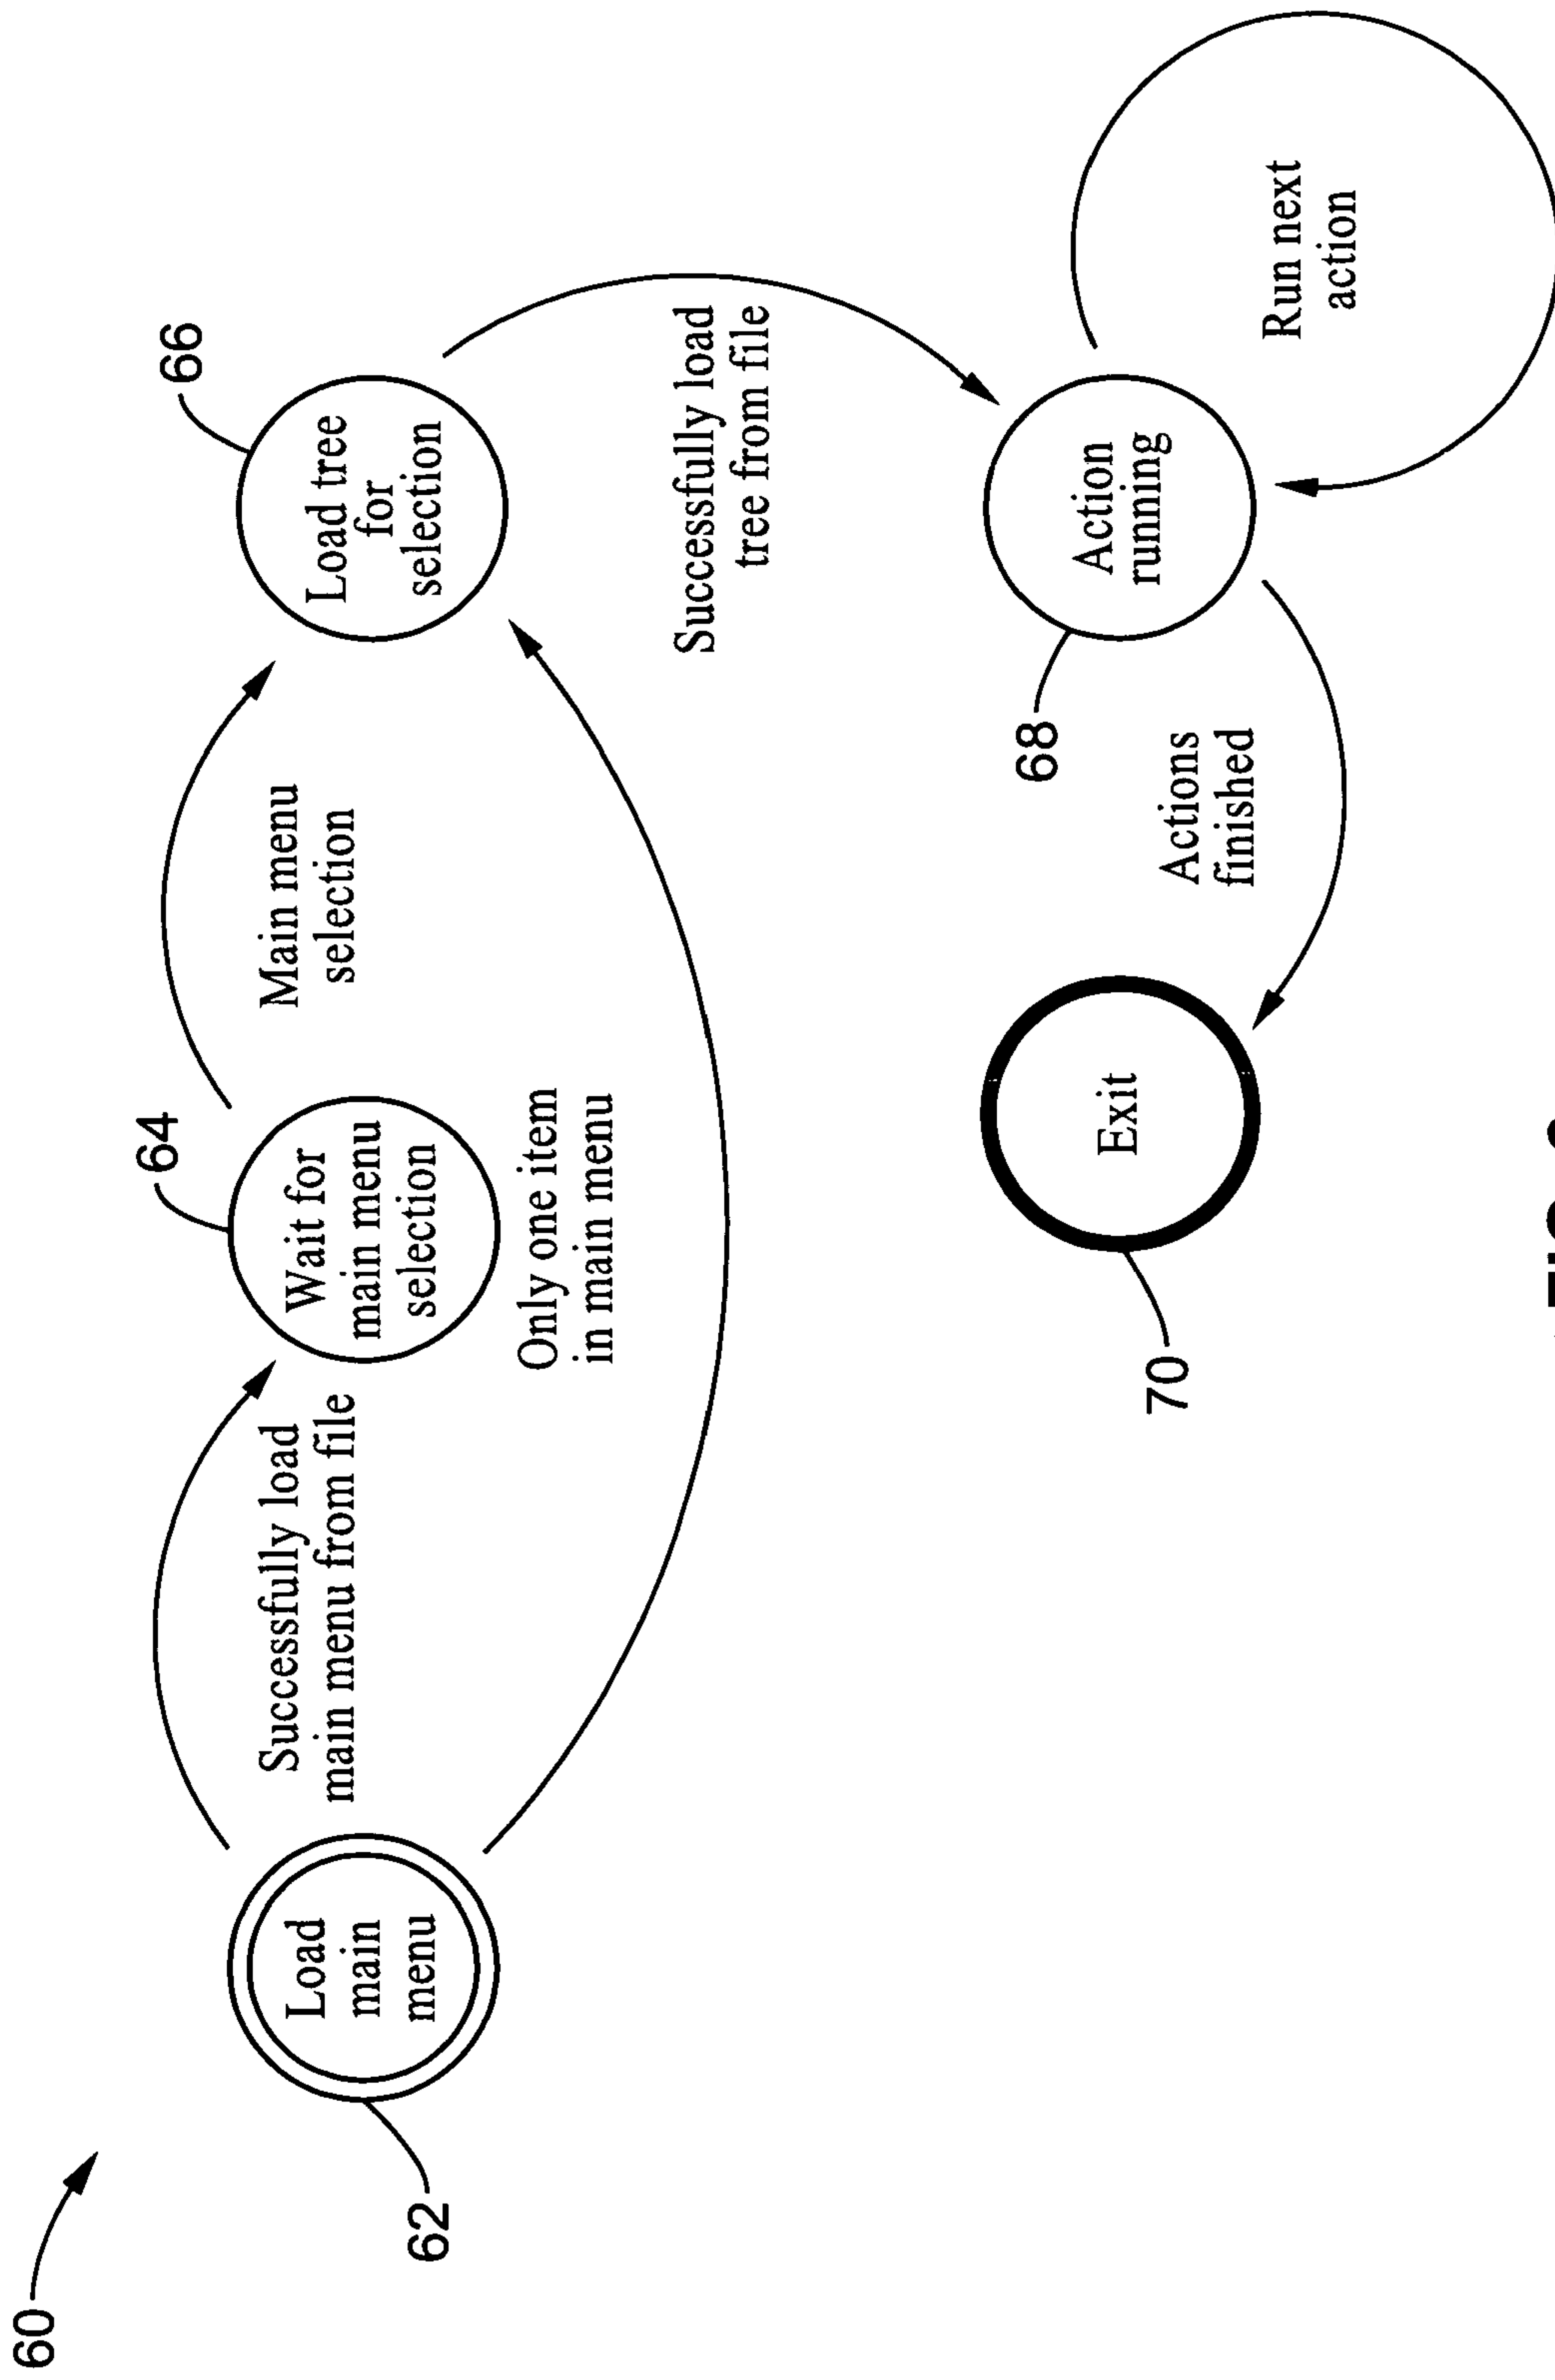 60
62
Load
main
menu
Successfully load
main menu from file
64
Wait for
main menu
selection
Only one item
in main menu
Main menu
selection
66
Load tree
for
selection
Successfully load
tree from file
68
Action
running
Run next
action
Actions
finished
Exit
70